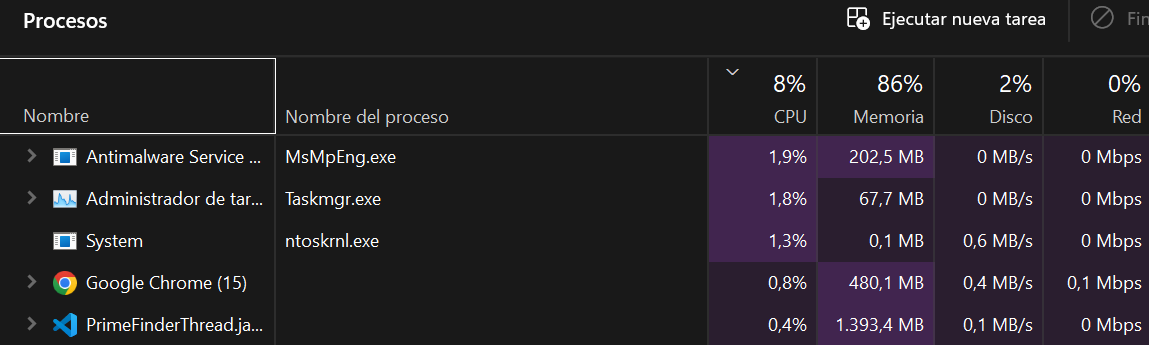 Procesos
Ejecutar nueva tarea
Fin
8% 86% 2% 0%
Nombre Nombre del proceso CPU Memoria Disco Red
Antimalware Service ... MsMpEng.exe 1,9% 202,5 MB 0 MB/s 0 Mbps
Administrador de tar... Taskmgr.exe 1,8% 67,7 MB 0 MB/s 0 Mbps
System ntoskrnl.exe 1,3% 0,1 MB 0,6 MB/s 0 Mbps
Google Chrome (15) 0,8% 480,1 MB 0,4 MB/s 0,1 Mbps
PrimeFinderThread.ja... 0,4% 1.393,4 MB 0,1 MB/s 0 Mbps